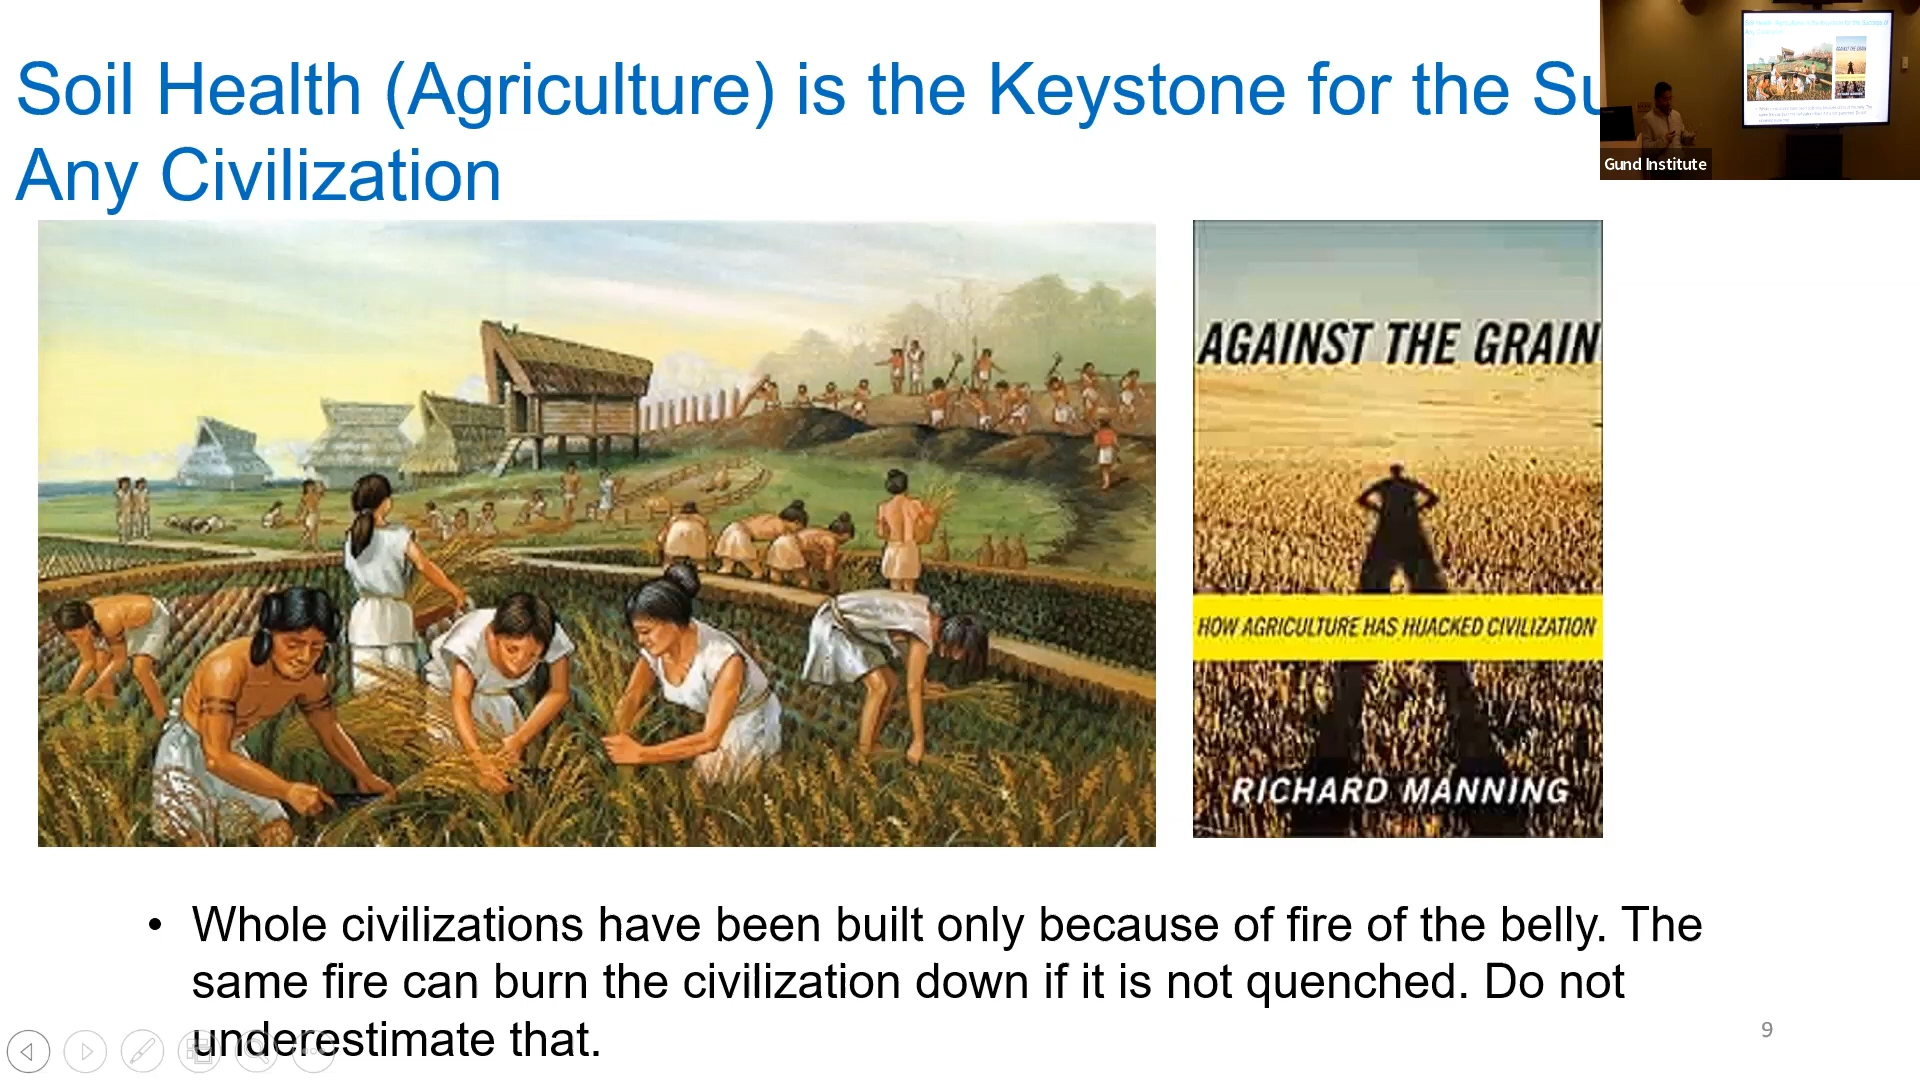 Soil Health (Agriculture) is the Keystone for the Su
Any Civilization
Gund Institute
AGAINST THE GRAIN
HOW AGRICULTURE HAS HIJACKED CIVILIZATION
RICHARD MANNING
• Whole civilizations have been built only because of fire of the belly. The
same fire can burn the civilization down if it is not quenched. Do not
underestimate that.
9